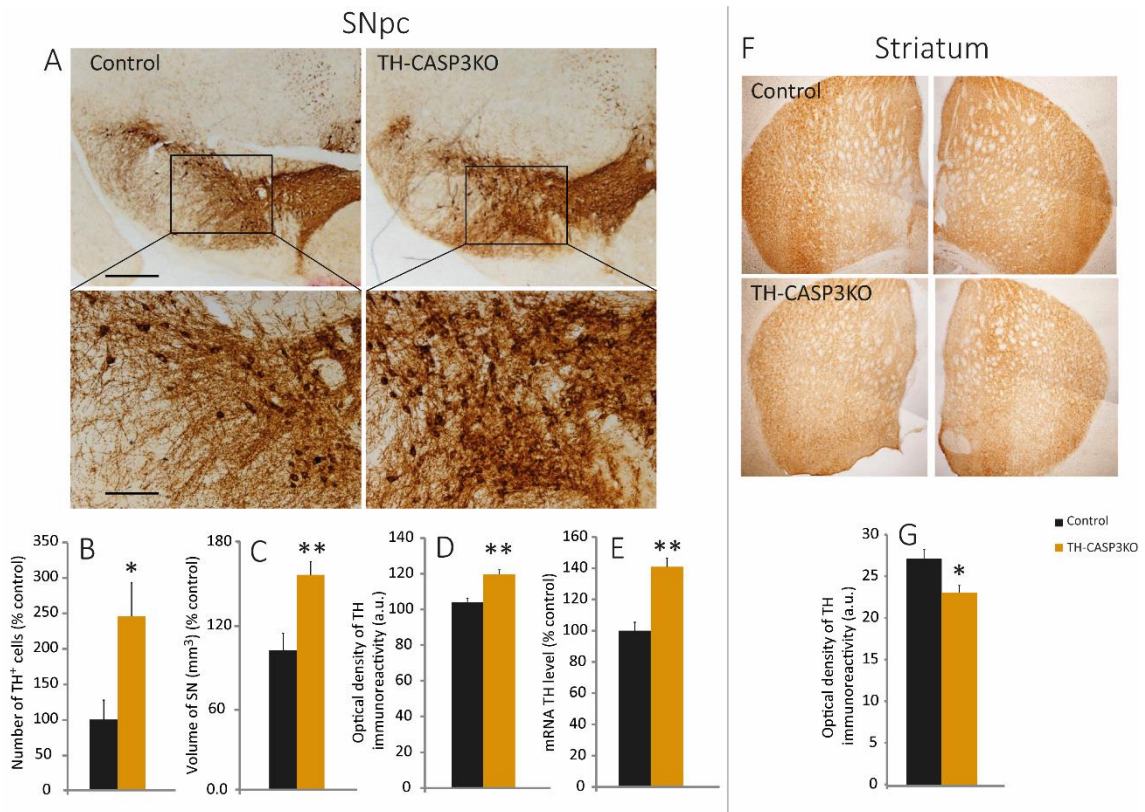 SNpc
A
Control
TH-CASP3KO
B
Number of TH+ cells (% control)
350
300
250
200
150
100
50
0
*
C
Volume of SN (mm3) (% control)
180
120
60
0.0
**
D
Optical density of TH
immunoreactivity (a.u.)
140
120
100
80
60
40
20
0
**
E
mRNA TH level (% control)
160
140
120
100
80
60
40
20
0
**
F
Striatum
Control
TH-CASP3KO
Control
TH-CASP3KO
G
Optical density of TH
immunoreactivity (a.u.)
30
25
20
15
10
5
0
*